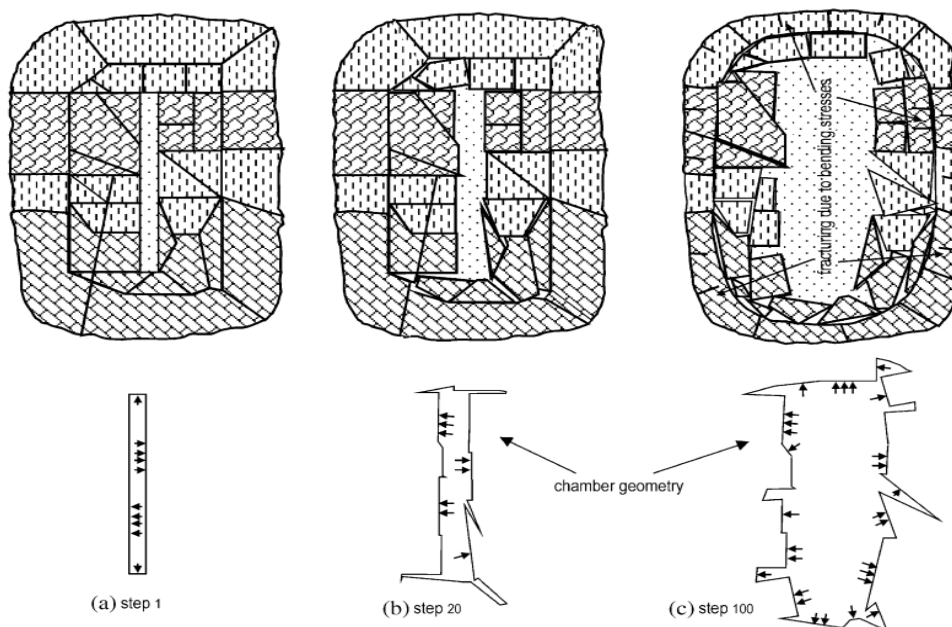 fracturing due to bending stresses
chamber geometry
(a) step 1
(b) step 20
(c) step 100